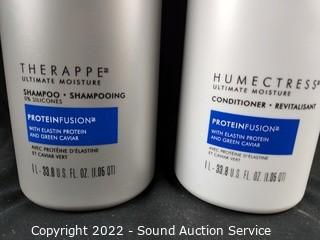 THERAPPE
ULTIMATE MOISTURE
SHAMPOO • SHAMPOOING
0% SILICONES
PROTEINFUSION
WITH ELASTIN PROTEIN
AND GREEN CAVIAR
AVEC PROTÉINE D'ÉLASTINE
ET CAVIAR VERT
1 L - 33.8 U.S. FL. OZ. (1.05 QT)
HUMECTRESS
ULTIMATE MOISTURE
CONDITIONER • REVITALISANT
PROTEINFUSION
WITH ELASTIN PROTEIN
AND GREEN CAVIAR
AVEC PROTÉINE D'ÉLASTINE
ET CAVIAR VERT
1 L - 33.8 U.S. FL. OZ. (1.05 QT)
Copyright 2022 - Sound Auction Service